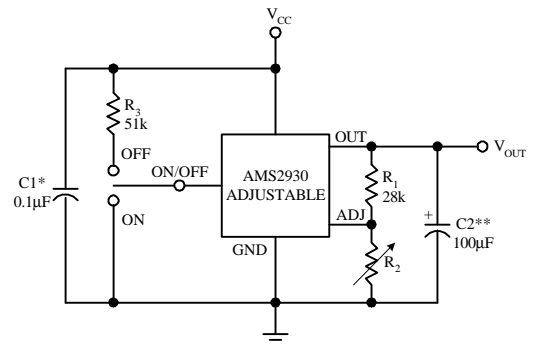 V_CC
R_3
51k
OFF
ON/OFF
ON
C1*
0.1µF
AMS2930
ADJUSTABLE
OUT
ADJ
GND
R_1
28k
R_2
V_OUT
+
C2**
100µF